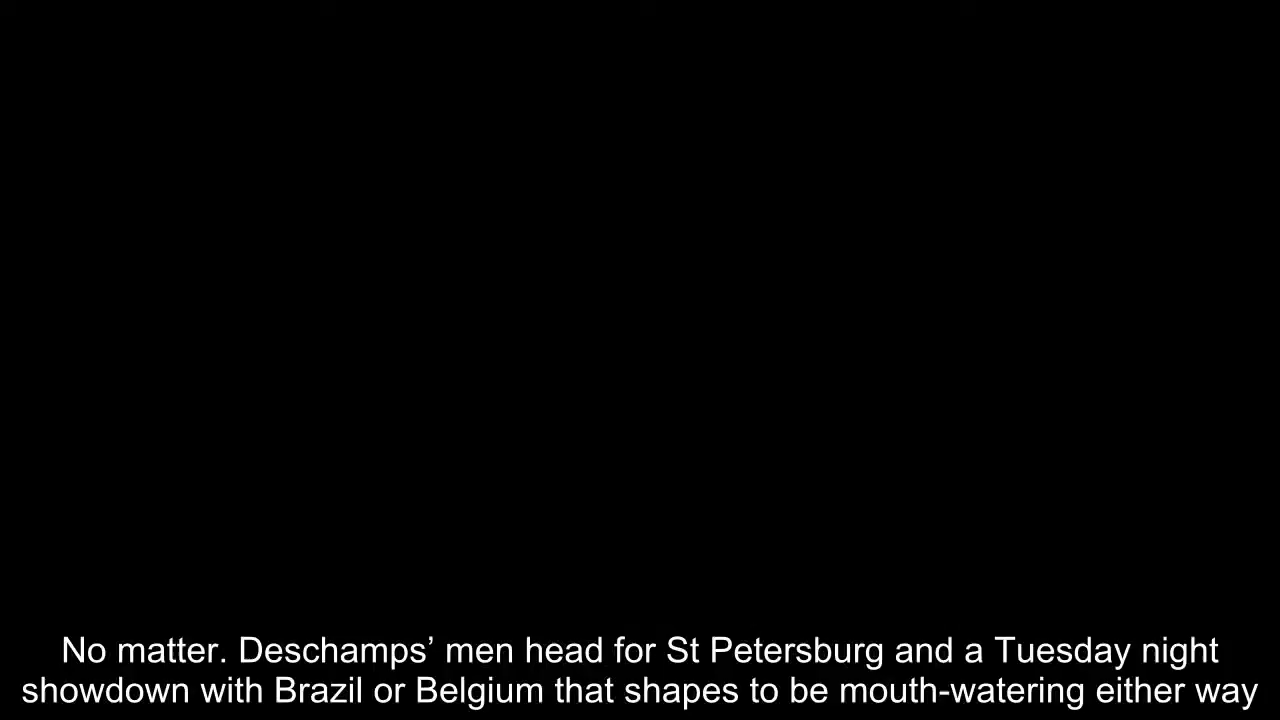 No matter. Deschamps’ men head for St Petersburg and a Tuesday night
showdown with Brazil or Belgium that shapes to be mouth-watering either way